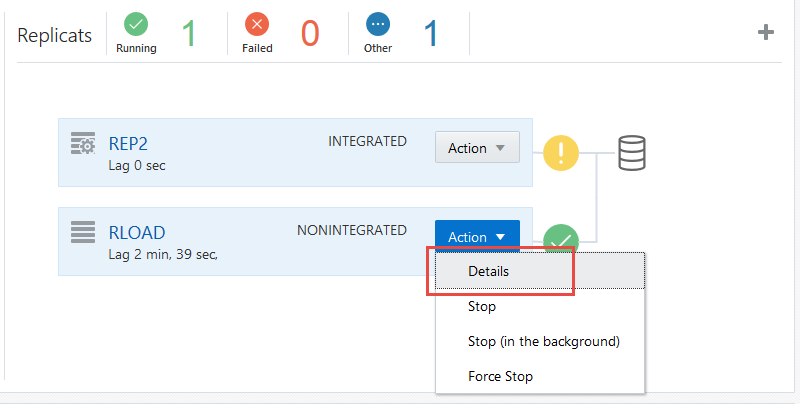 Replicats
Running
1
Failed
0
Other
1
REP2
Lag 0 sec
INTEGRATED
Action
RLOAD
Lag 2 min, 39 sec,
NONINTEGRATED
Action
Details
Stop
Stop (in the background)
Force Stop